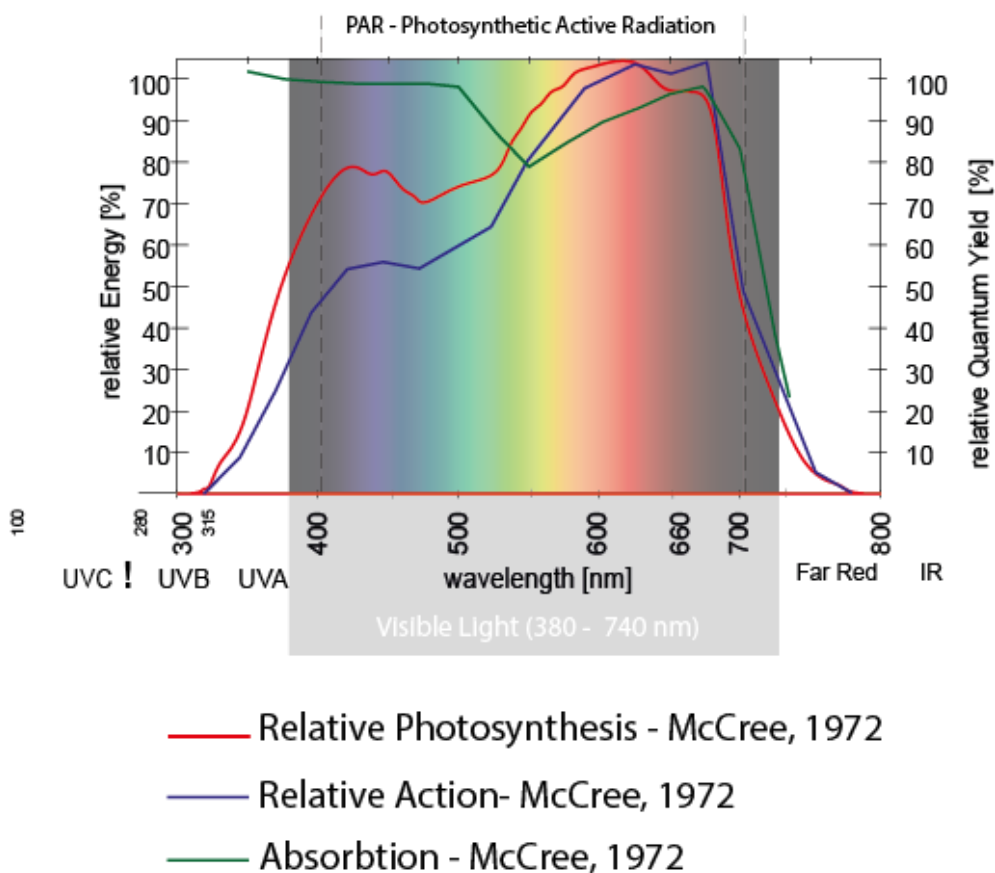 PAR - Photosynthetic Active Radiation
100 100
90 90
80 80
70 70
60 60
50 50
40 40
30 30
20 20
10 10
relative Energy [%]
relative Quantum Yield [%]
100 280 300 315 400 500 600 660 700 800
UVC ! UVB UVA wavelength [nm] Far Red IR
Visible Light (380 - 740 nm)
Relative Photosynthesis - McCree, 1972
Relative Action- McCree, 1972
Absorbtion - McCree, 1972